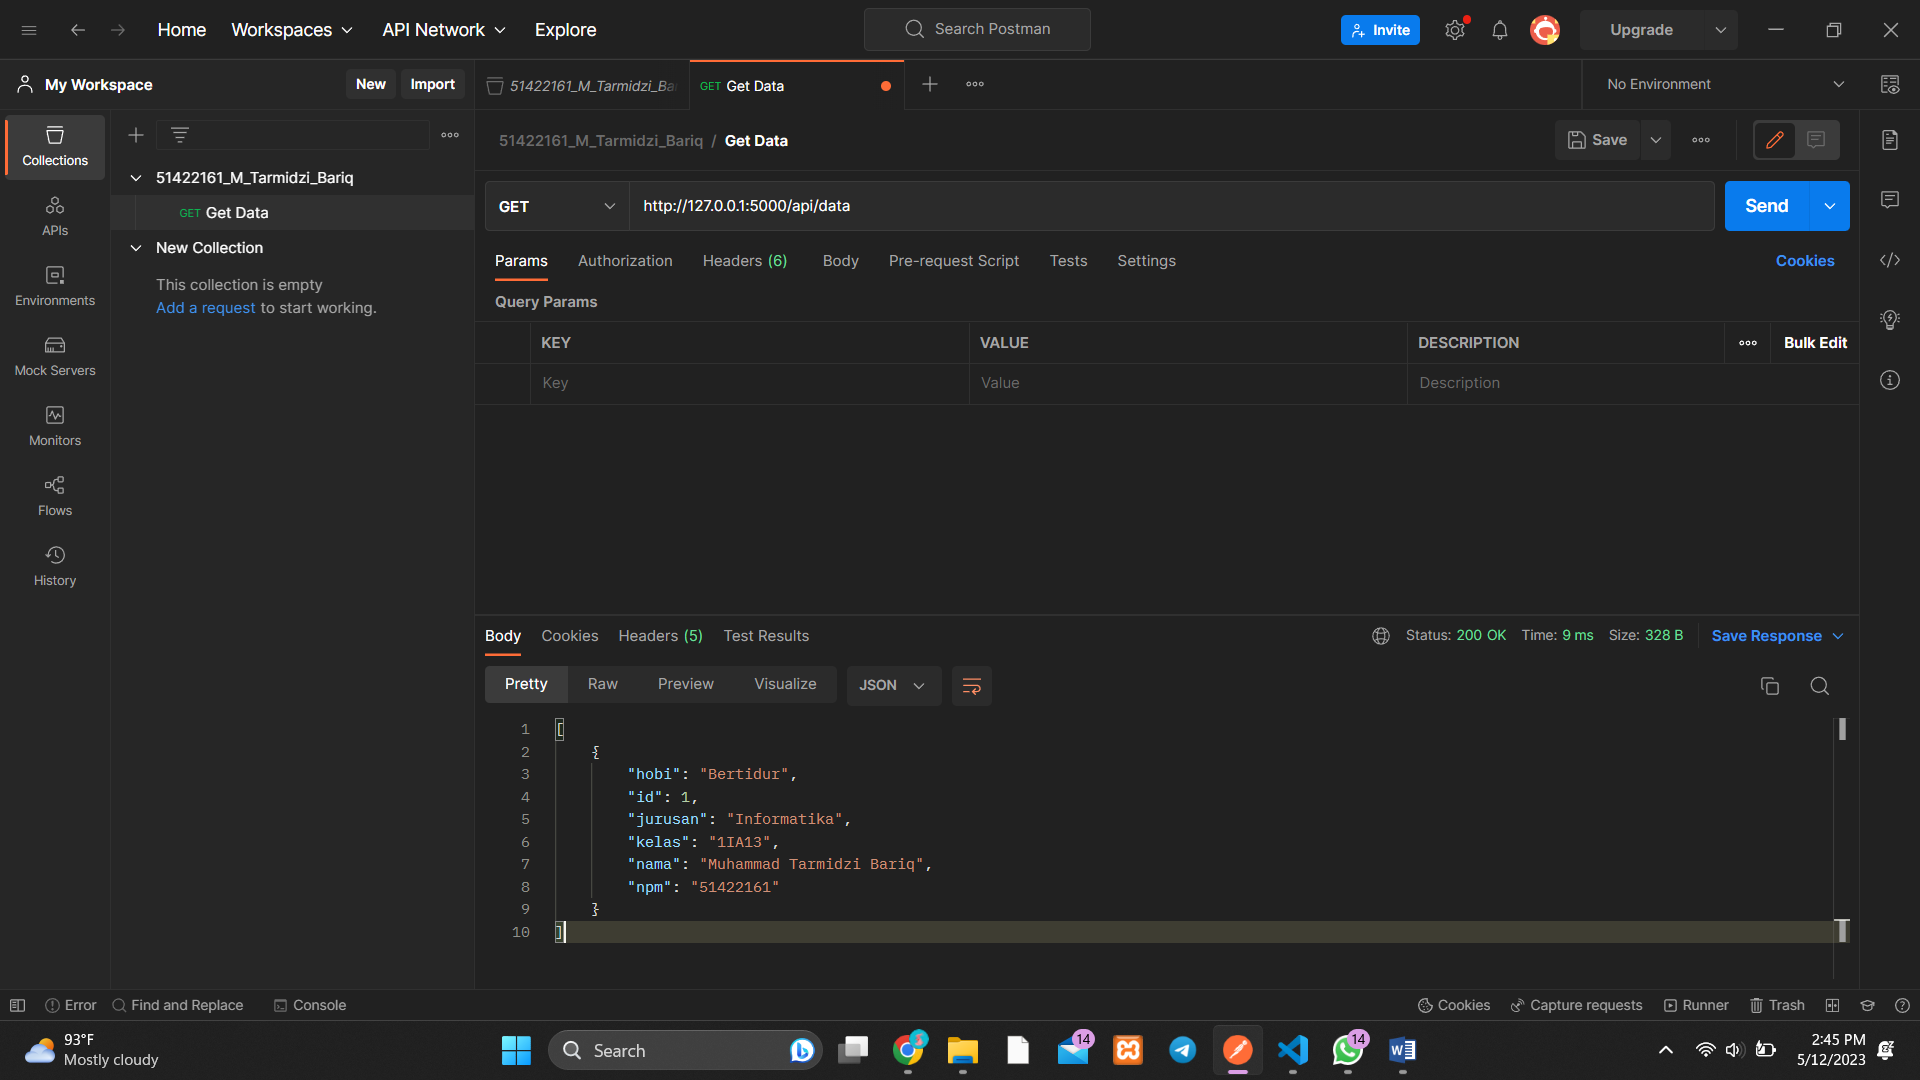 Home Workspaces API Network Explore Search Postman Invite Upgrade
My Workspace New Import 51422161_M_Tarmidzi_Ba GET Get Data No Environment
Collections
APIs
Environments
Mock Servers
Monitors
Flows
History
51422161_M_Tarmidzi_Bariq
GET Get Data
New Collection
This collection is empty
Add a request to start working.
51422161_M_Tarmidzi_Bariq / Get Data Save
GET http://127.0.0.1:5000/api/data Send
Params Authorization Headers (6) Body Pre-request Script Tests Settings Cookies
Query Params
KEY VALUE DESCRIPTION Bulk Edit
Key Value Description
Body Cookies Headers (5) Test Results Status: 200 OK Time: 9 ms Size: 328 B Save Response
Pretty Raw Preview Visualize JSON
1 [
2 {
3 "hobi": "Bertidur",
4 "id": 1,
5 "jurusan": "Informatika",
6 "kelas": "1IA13",
7 "nama": "Muhammad Tarmidzi Bariq",
8 "npm": "51422161"
9 }
10 ]
Error Find and Replace Console Cookies Capture requests Runner Trash
93°F
Mostly cloudy
Search
14
14
2:45 PM
5/12/2023